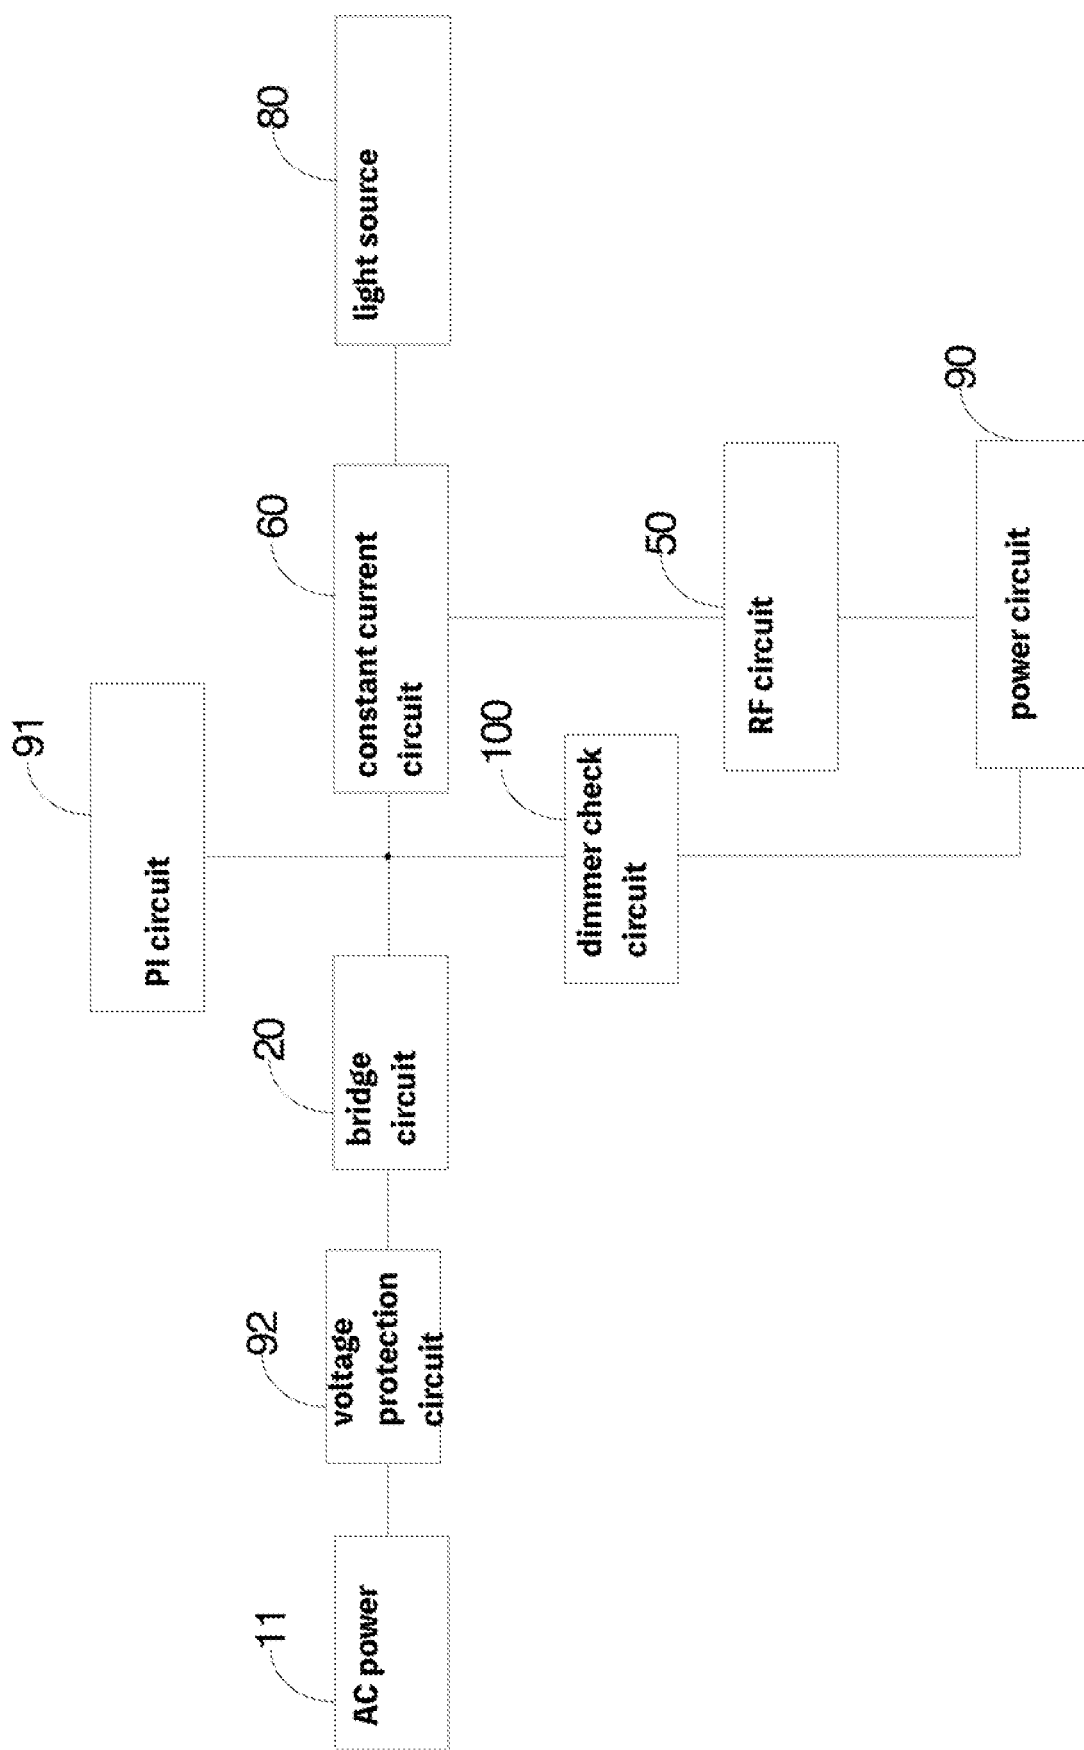 91
PI circuit
11
AC power
92
voltage
protection
circuit
20
bridge
circuit
60
constant current
circuit
80
light source
100
dimmer check
circuit
50
RF circuit
90
power circuit